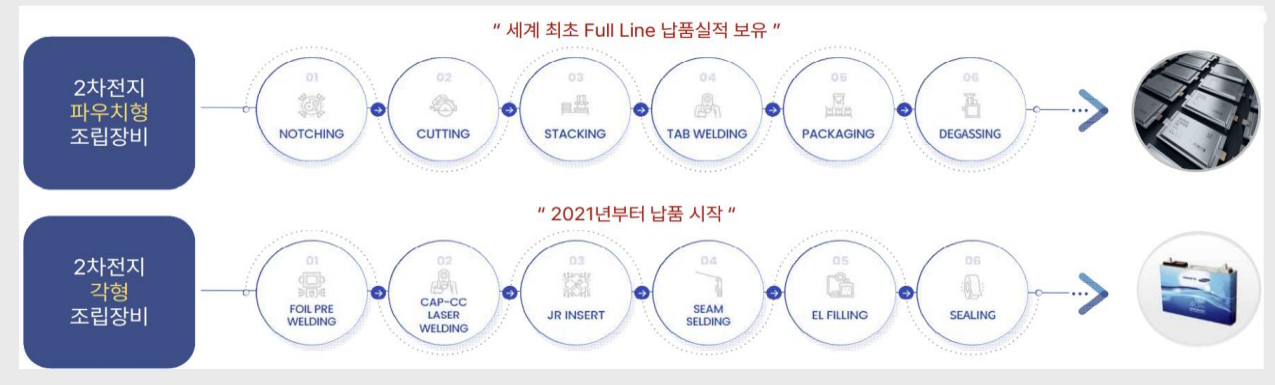 “ 세계 최초 Full Line 납품실적 보유 ”
2차전지
파우치형
조립장비
01
NOTCHING
02
CUTTING
03
STACKING
04
TAB WELDING
05
PACKAGING
06
DEGASSING
“ 2021년부터 납품 시작 “
2차전지
각형
조립장비
01
FOIL PRE
WELDING
02
CAP-CC
LASER
WELDING
03
JR INSERT
04
SEAM
SELDING
05
EL FILLING
06
SEALING